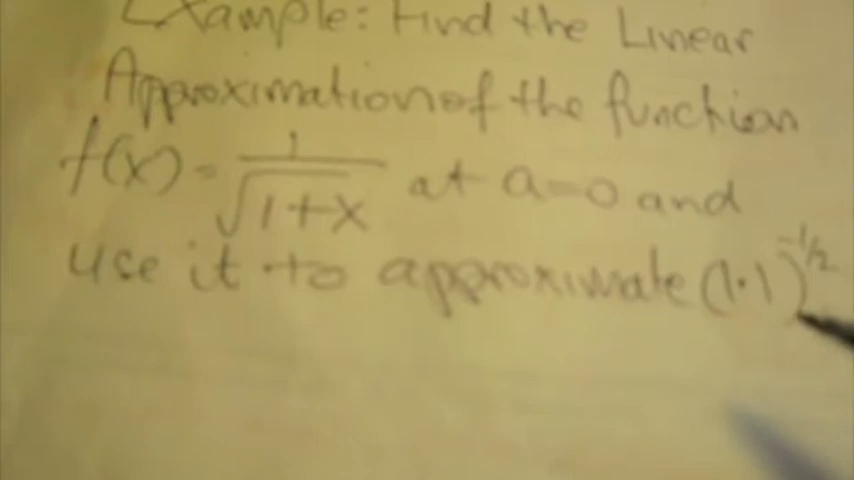 Example: Find the Linear
Approximation of the function
f(x) = 1/√(1+x) at a=0 and
use it to approximate (1.1)^-1/2